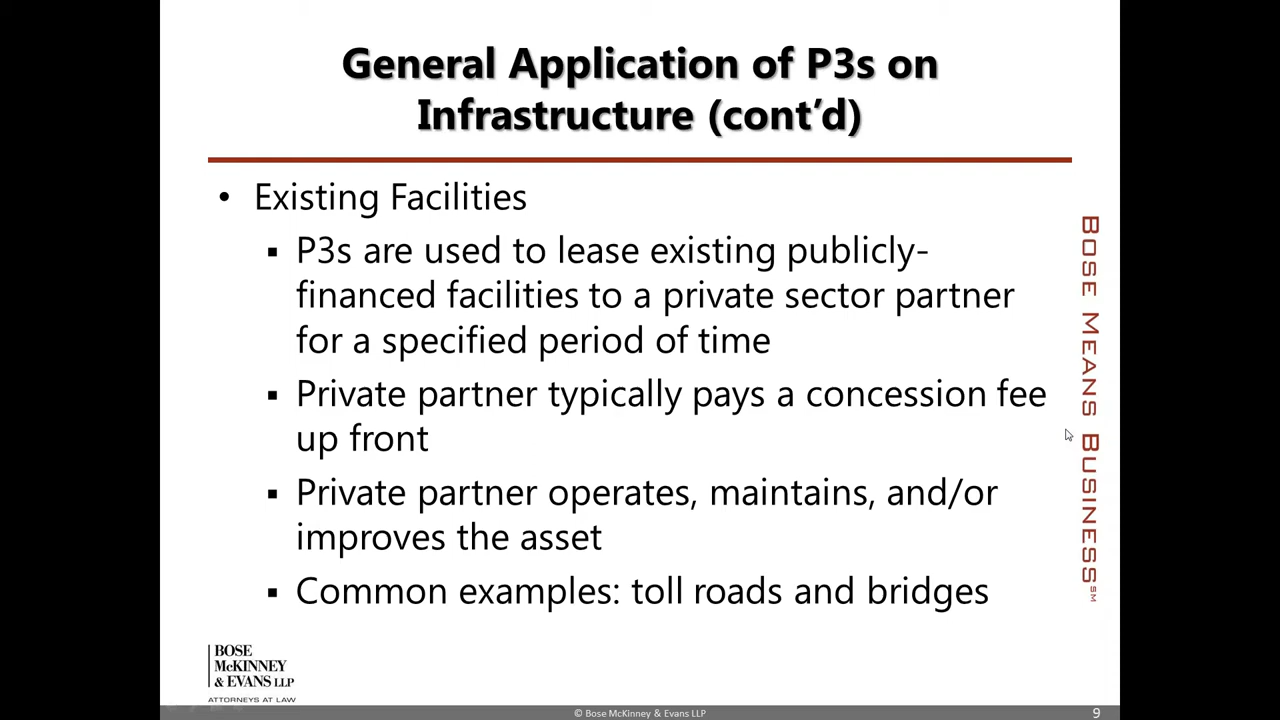 General Application of P3s on
Infrastructure (cont’d)
• Existing Facilities
▪ P3s are used to lease existing publicly-
financed facilities to a private sector partner
for a specified period of time
▪ Private partner typically pays a concession fee
up front
▪ Private partner operates, maintains, and/or
improves the asset
▪ Common examples: toll roads and bridges
BOSE MEANS BUSINESS℠
BOSE
McKINNEY
& EVANS LLP
ATTORNEYS AT LAW
© Bose McKinney & Evans LLP
9